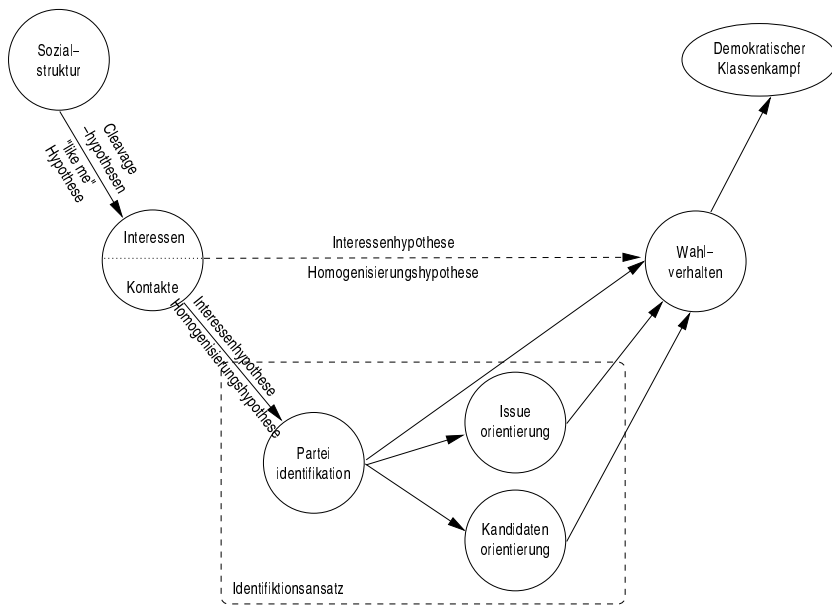 Sozial–
struktur
Demokratischer
Klassenkampf
Cleavage
–hypothesen
"like me"
Hypothese
Interessen
Kontakte
Interessenhypothese
Homogenisierungshypothese
Wahl–
verhalten
Interessenhypothese
Homogenisierungshypothese
Partei
identifikation
Issue
orientierung
Kandidaten
orientierung
Identifiktionsansatz